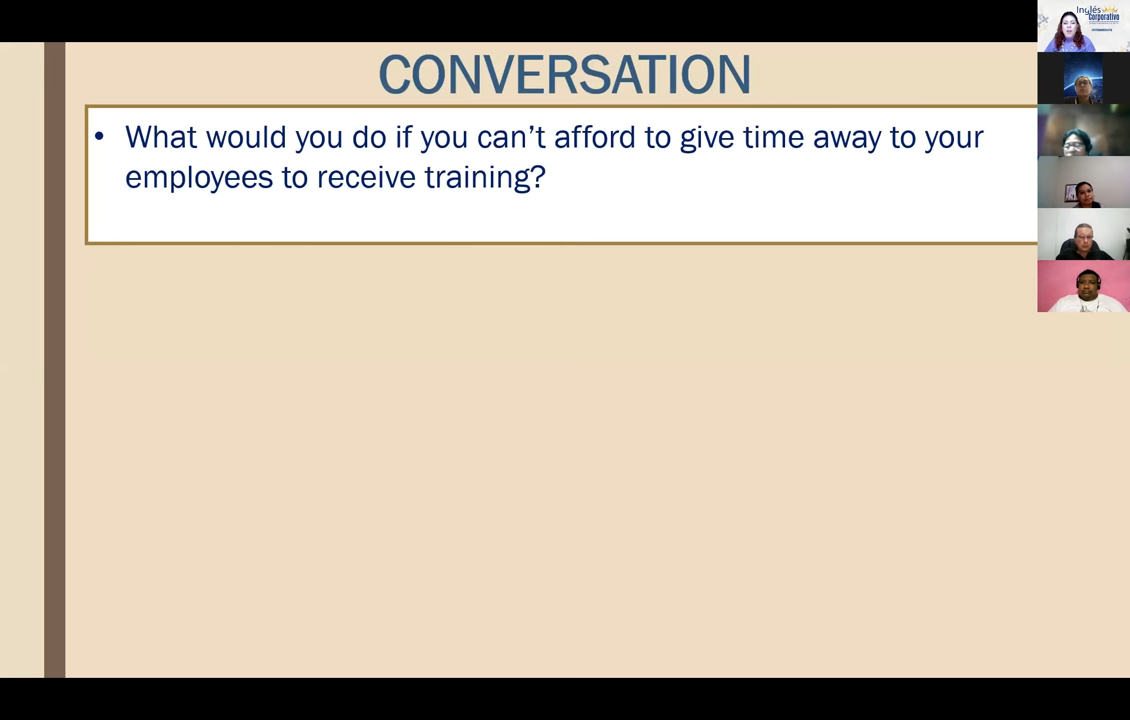 CONVERSATION
• What would you do if you can’t afford to give time away to your
employees to receive training?
Inglés
Corporativo